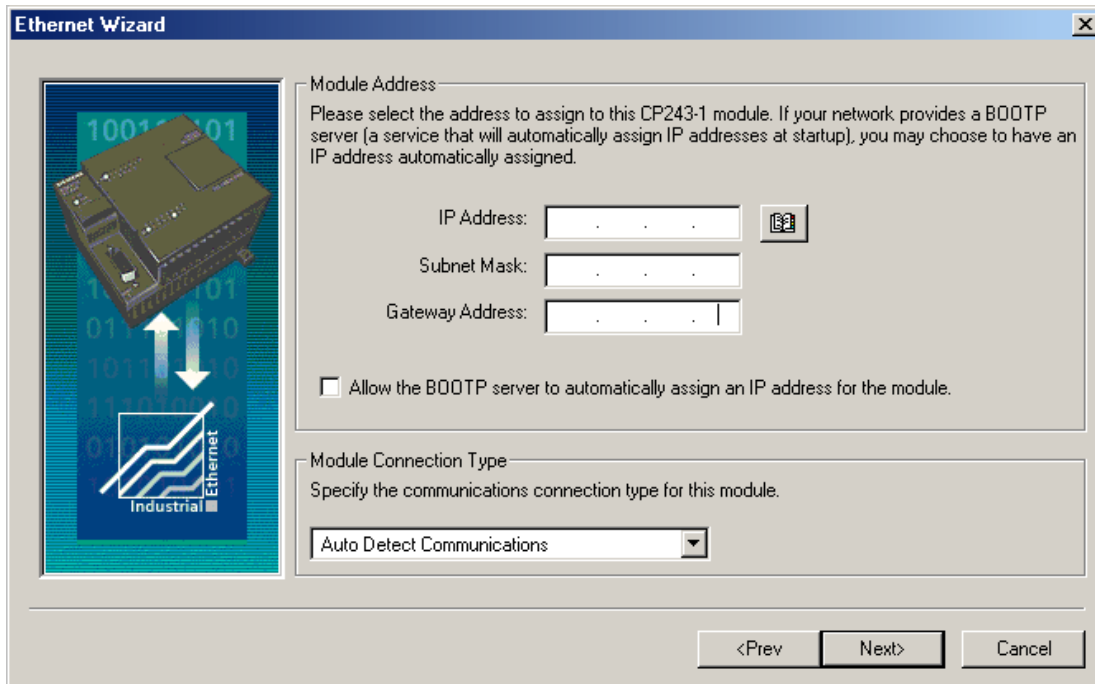 Ethernet Wizard
Module Address
Please select the address to assign to this CP243-1 module. If your network provides a BOOTP
server (a service that will automatically assign IP addresses at startup), you may choose to have an
IP address automatically assigned.
IP Address:
Subnet Mask:
Gateway Address:
Allow the BOOTP server to automatically assign an IP address for the module.
Module Connection Type
Specify the communications connection type for this module.
Auto Detect Communications
Industrial Ethernet
<Prev
Next>
Cancel